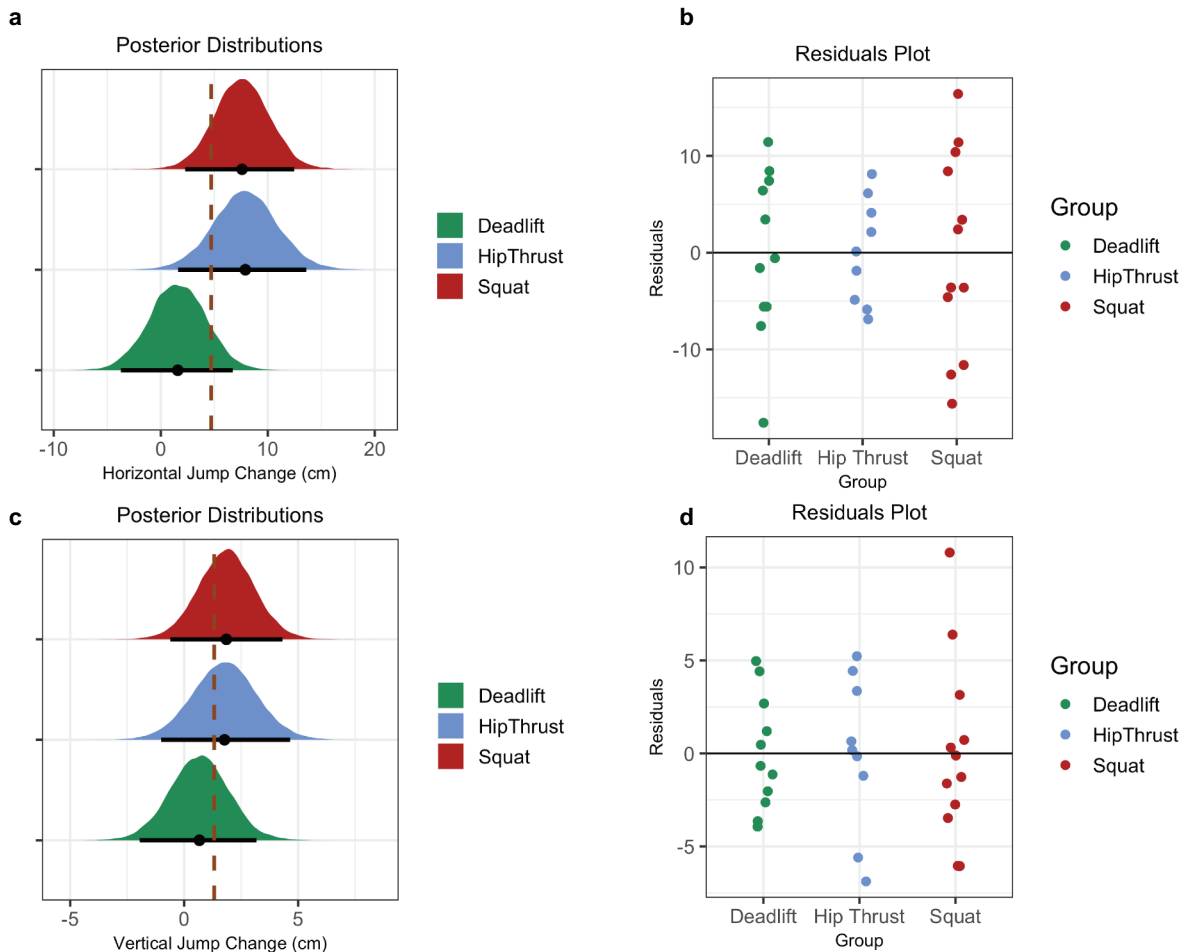 a
Posterior Distributions
-10 0 10 20
Horizontal Jump Change (cm)
Deadlift
HipThrust
Squat
b
Residuals Plot
Residuals
10
0
-10
Deadlift Hip Thrust Squat
Group
Group
Deadlift
HipThrust
Squat
c
Posterior Distributions
-5 0 5
Vertical Jump Change (cm)
Deadlift
HipThrust
Squat
d
Residuals Plot
Residuals
10
5
0
-5
Deadlift Hip Thrust Squat
Group
Group
Deadlift
HipThrust
Squat